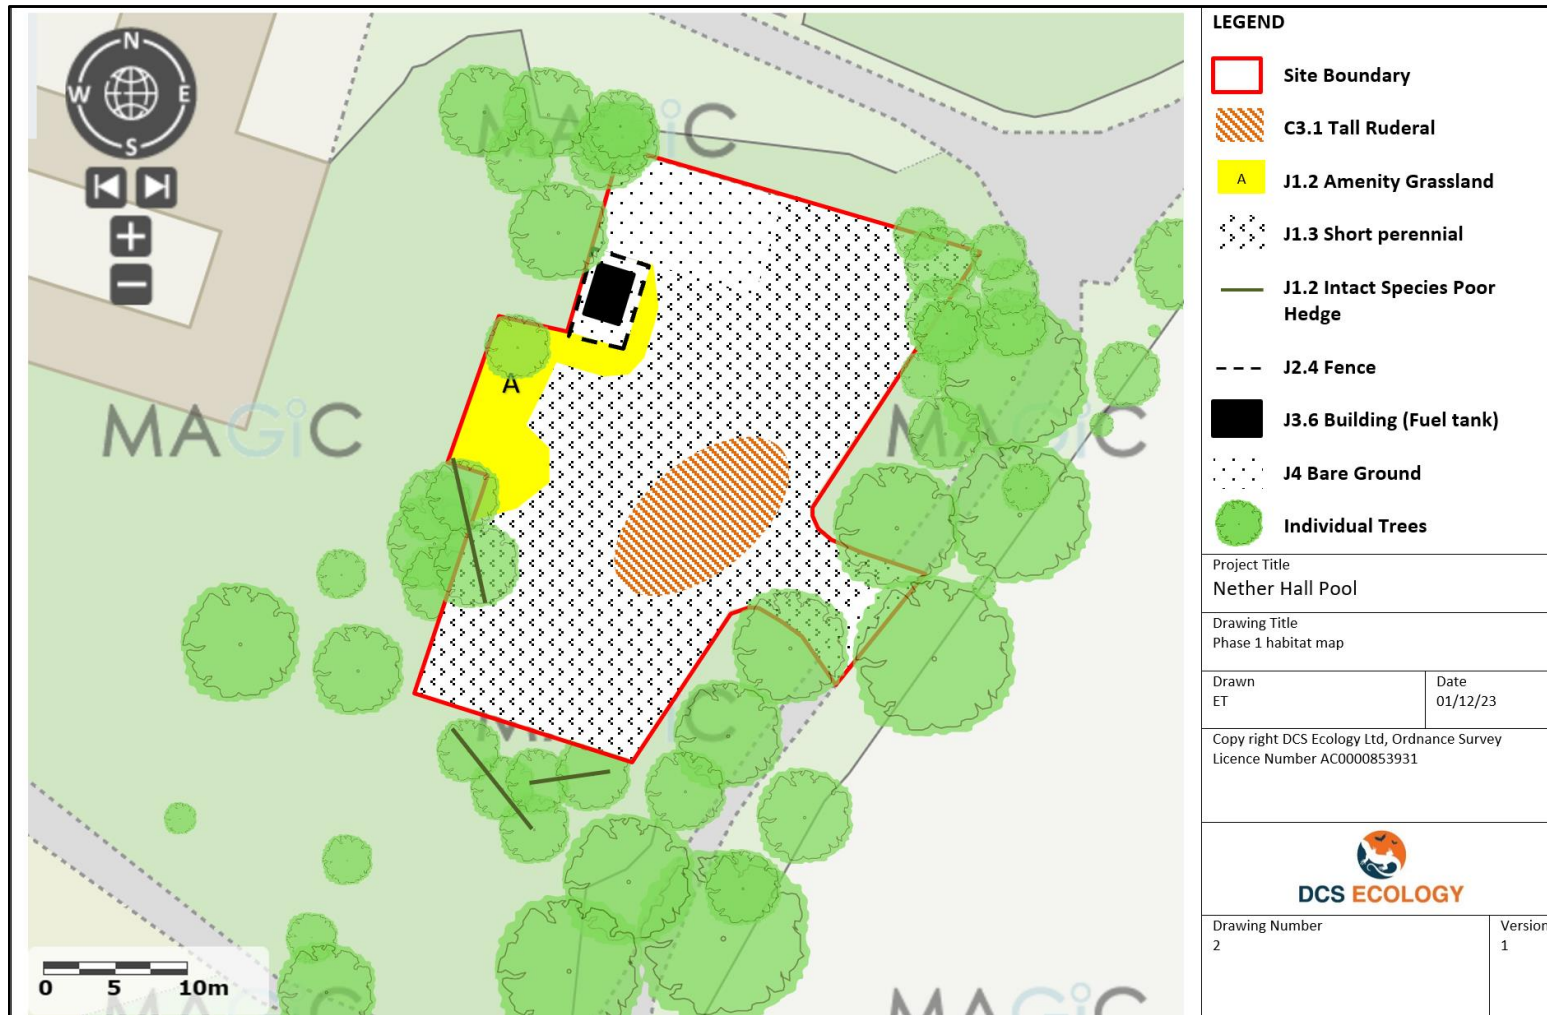 N
W
E
S
MAGiC
A
MAGiC
MAGiC
MAGiC
0 5 10m
MAGiC
MAGiC
LEGEND
Site Boundary
C3.1 Tall Ruderal
A
J1.2 Amenity Grassland
J1.3 Short perennial
J1.2 Intact Species Poor
Hedge
J2.4 Fence
J3.6 Building (Fuel tank)
J4 Bare Ground
Individual Trees
Project Title
Nether Hall Pool
Drawing Title
Phase 1 habitat map
Drawn
ET
Date
01/12/23
Copy right DCS Ecology Ltd, Ordnance Survey
Licence Number AC0000853931
DCS ECOLOGY
Drawing Number
2
Version
1